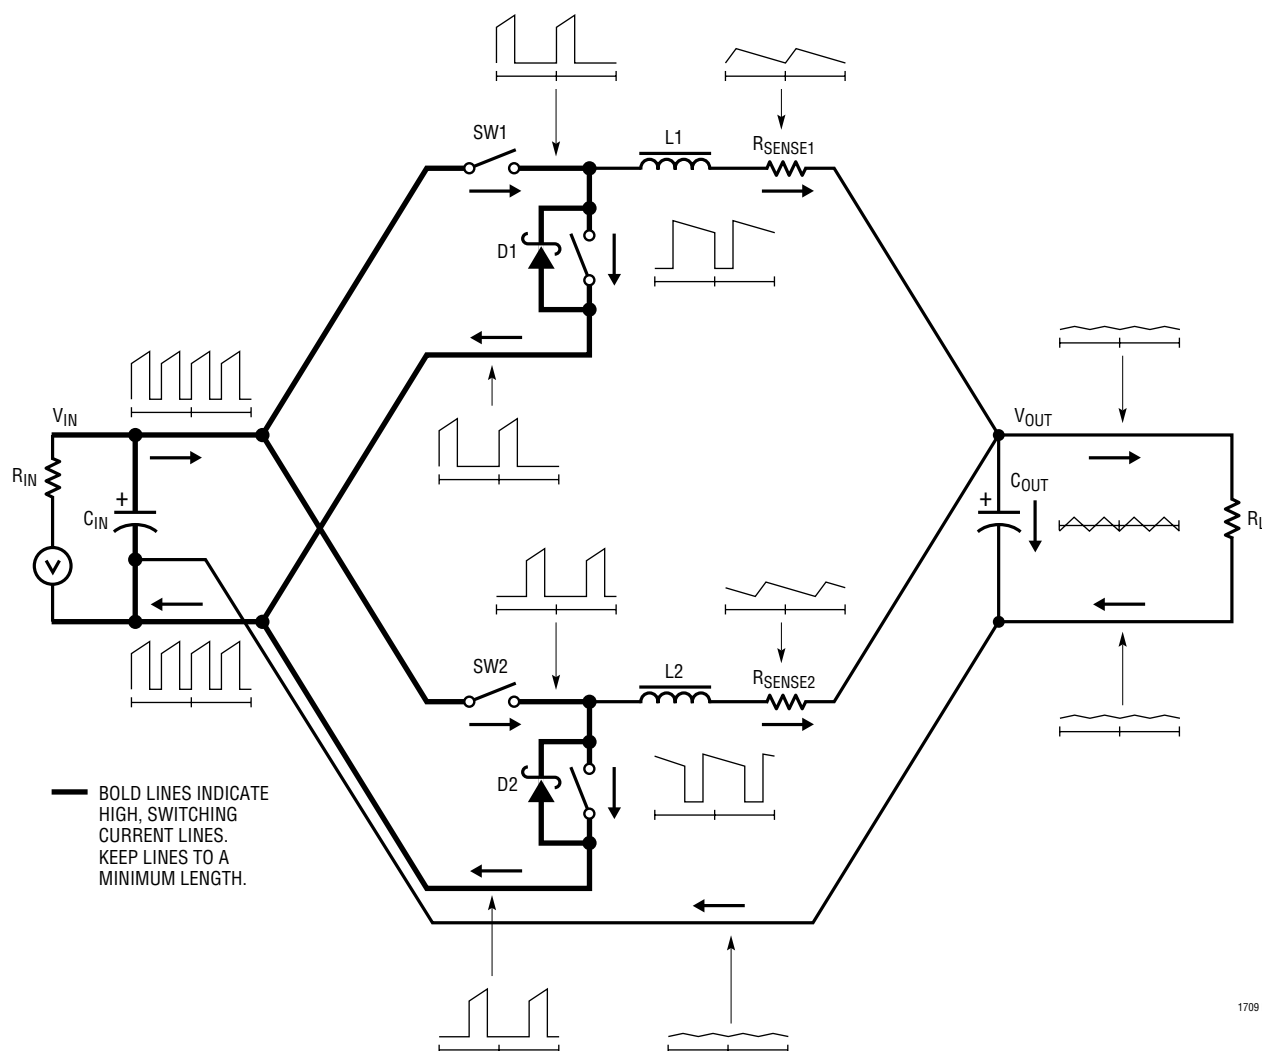 SW1
L1
RSENSE1
D1
VIN
VOUT
RIN
+
CIN
V
+
COUT
RL
SW2
L2
RSENSE2
D2
BOLD LINES INDICATE
HIGH, SWITCHING
CURRENT LINES.
KEEP LINES TO A
MINIMUM LENGTH.
1709